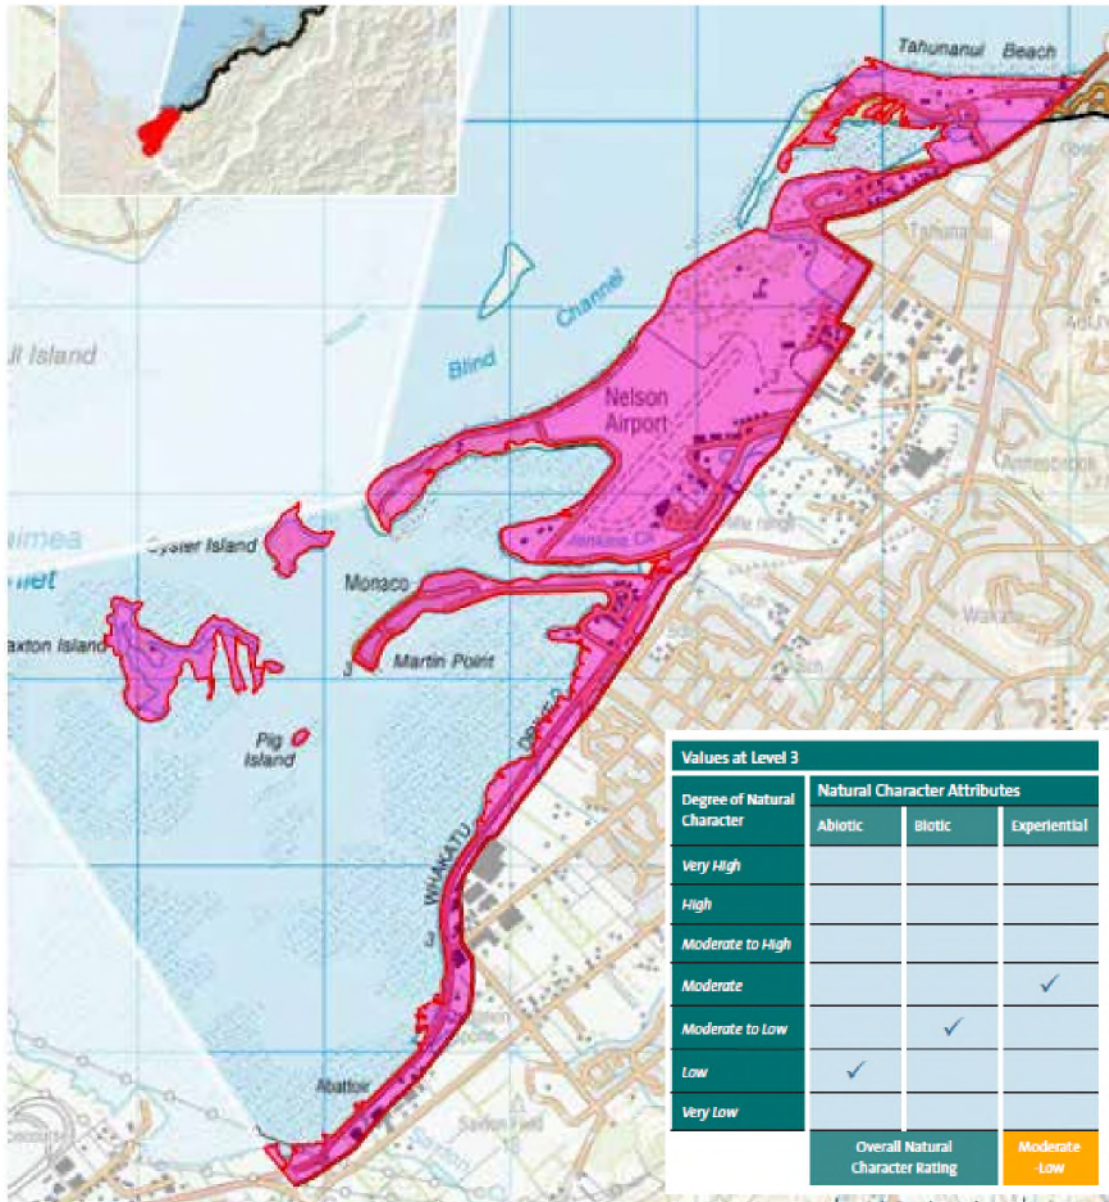 Tahunanui Beach
Tahunanui
Channel
Blind
Nelson
Airport
Island
Island
Monaco
axton Island
Martin Point
Pig
Island
DRIVE
WHAKATU
Abattoir
Values at Level 3
Degree of Natural
Character
Natural Character Attributes
Abiotic
Biotic
Experiential
Very High
High
Moderate to High
Moderate
✓
Moderate to Low
✓
Low
✓
Very Low
Overall Natural
Character Rating
Moderate
-Low